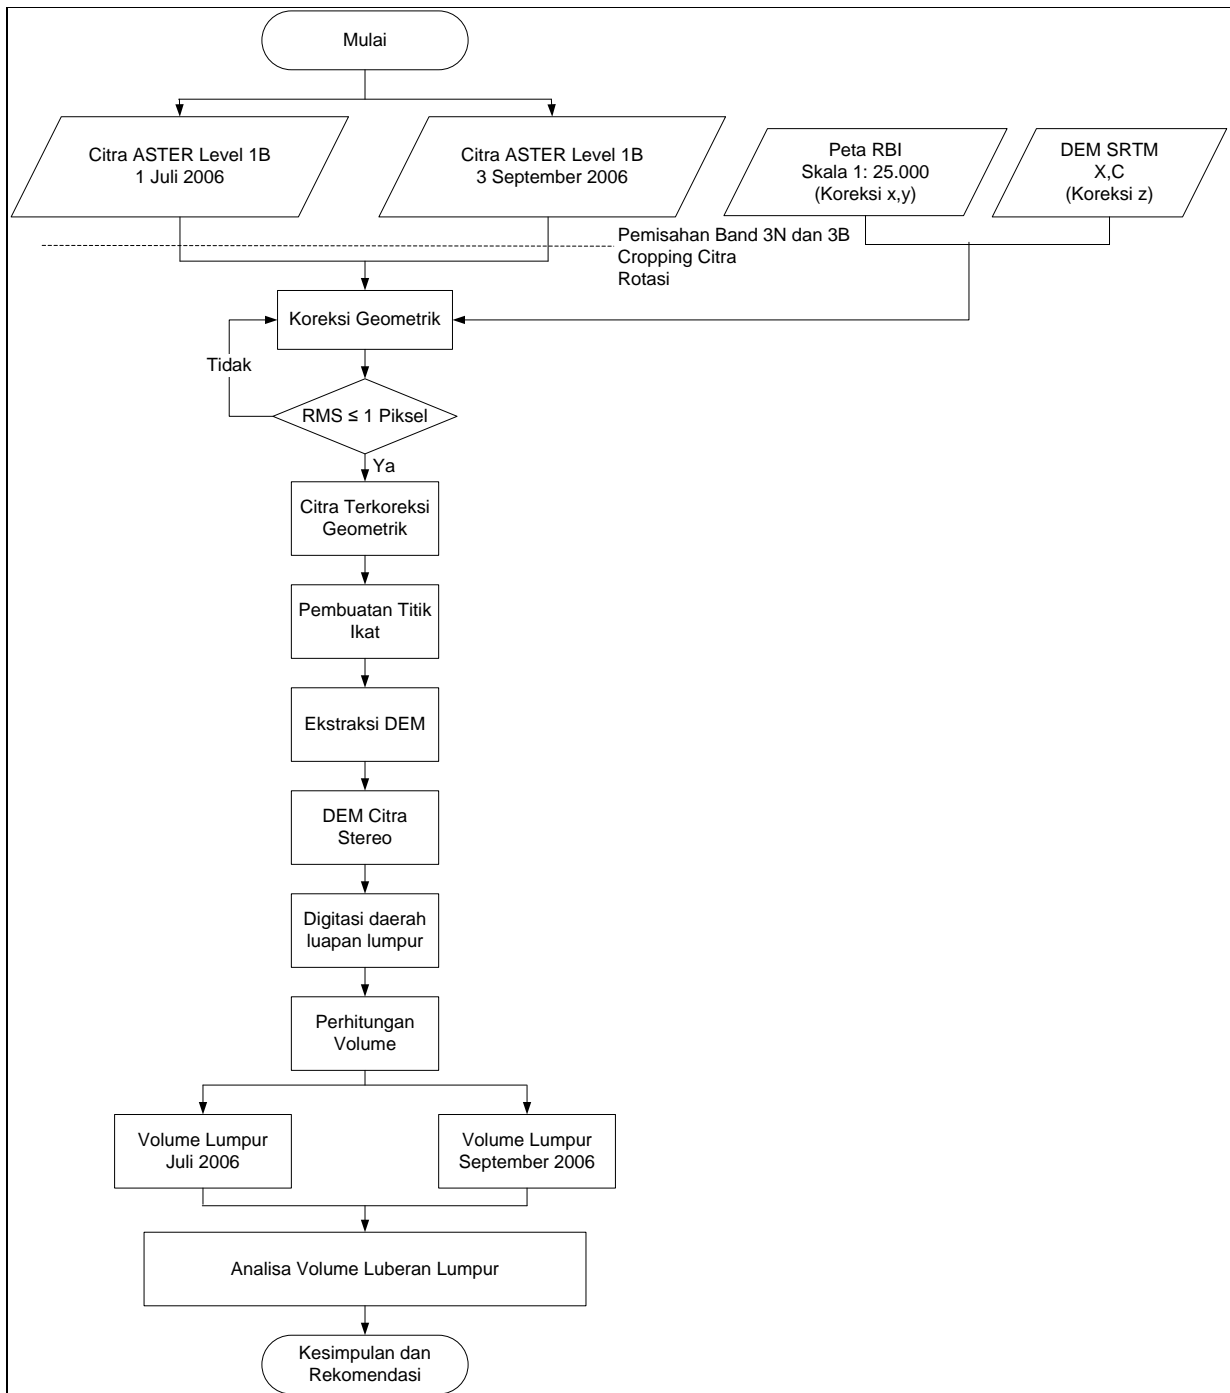 Mulai
Citra ASTER Level 1B
1 Juli 2006
Citra ASTER Level 1B
3 September 2006
Peta RBI
Skala 1: 25.000
(Koreksi x,y)
DEM SRTM
X,C
(Koreksi z)
Pemisahan Band 3N dan 3B
Cropping Citra
Rotasi
Koreksi Geometrik
Tidak
RMS ≤ 1 Piksel
Ya
Citra Terkoreksi
Geometrik
Pembuatan Titik
Ikat
Ekstraksi DEM
DEM Citra
Stereo
Digitasi daerah
luapan lumpur
Perhitungan
Volume
Volume Lumpur
Juli 2006
Volume Lumpur
September 2006
Analisa Volume Luberan Lumpur
Kesimpulan dan
Rekomendasi